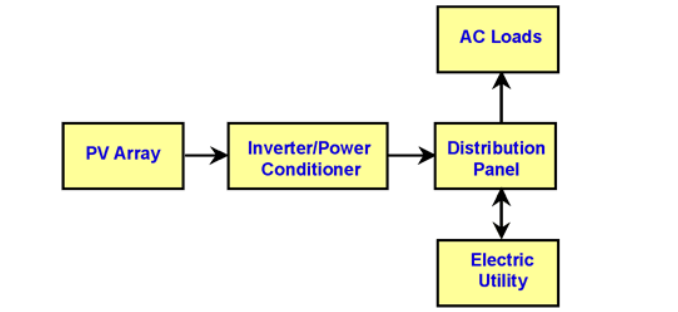 AC Loads
PV Array
Inverter/Power
Conditioner
Distribution
Panel
Electric
Utility